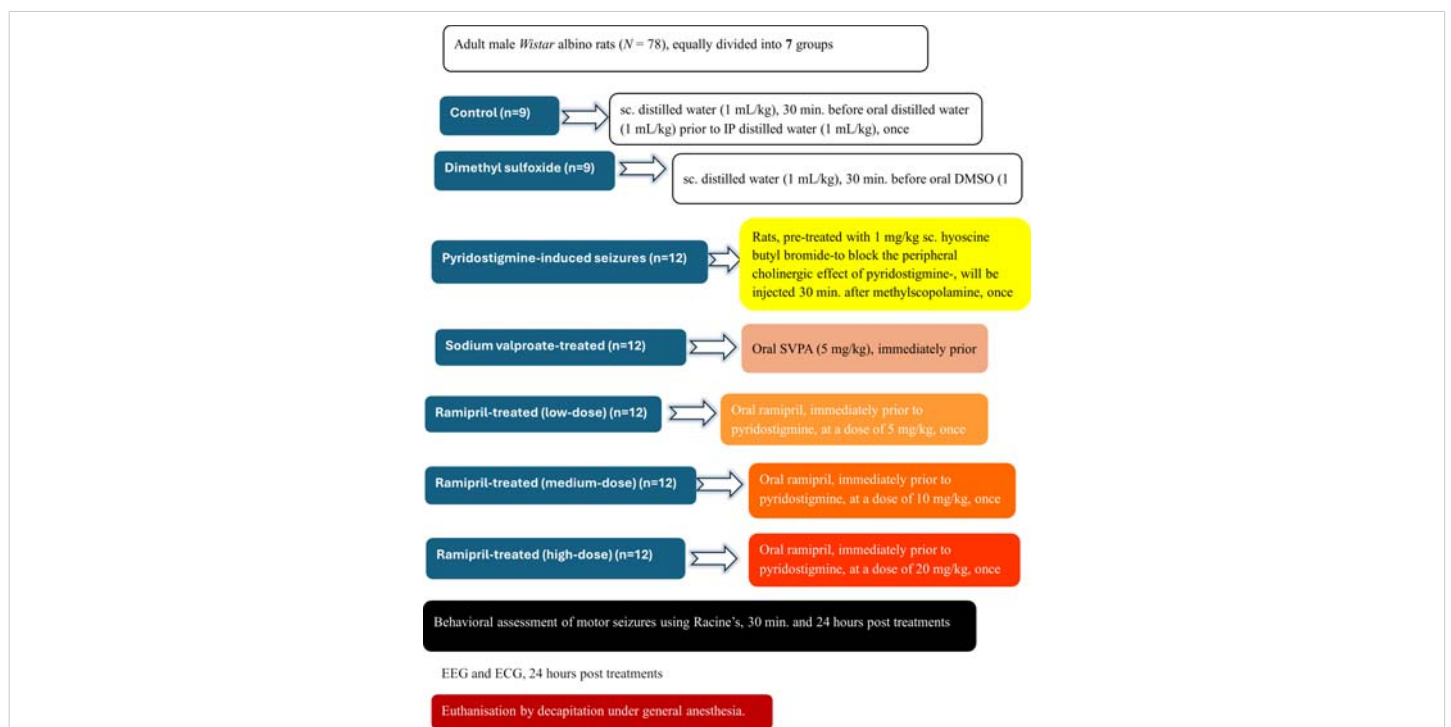 Adult male Wistar albino rats (N = 78), equally divided into 7 groups
Control (n=9)
sc. distilled water (1 mL/kg), 30 min. before oral distilled water
(1 mL/kg) prior to IP distilled water (1 mL/kg), once
Dimethyl sulfoxide (n=9)
sc. distilled water (1 mL/kg), 30 min. before oral DMSO (1
Pyridostigmine-induced seizures (n=12)
Rats, pre-treated with 1 mg/kg sc. hyoscine
butyl bromide-to block the peripheral
cholinergic effect of pyridostigmine-, will be
injected 30 min. after methylscopolamine, once
Sodium valproate-treated (n=12)
Oral SVPA (5 mg/kg), immediately prior
Ramipril-treated (low-dose) (n=12)
Oral ramipril, immediately prior to
pyridostigmine, at a dose of 5 mg/kg, once
Ramipril-treated (medium-dose) (n=12)
Oral ramipril, immediately prior to
pyridostigmine, at a dose of 10 mg/kg, once
Ramipril-treated (high-dose) (n=12)
Oral ramipril, immediately prior to
pyridostigmine, at a dose of 20 mg/kg, once
Behavioral assessment of motor seizures using Racine's, 30 min. and 24 hours post treatments
EEG and ECG, 24 hours post treatments
Euthanisation by decapitation under general anesthesia.